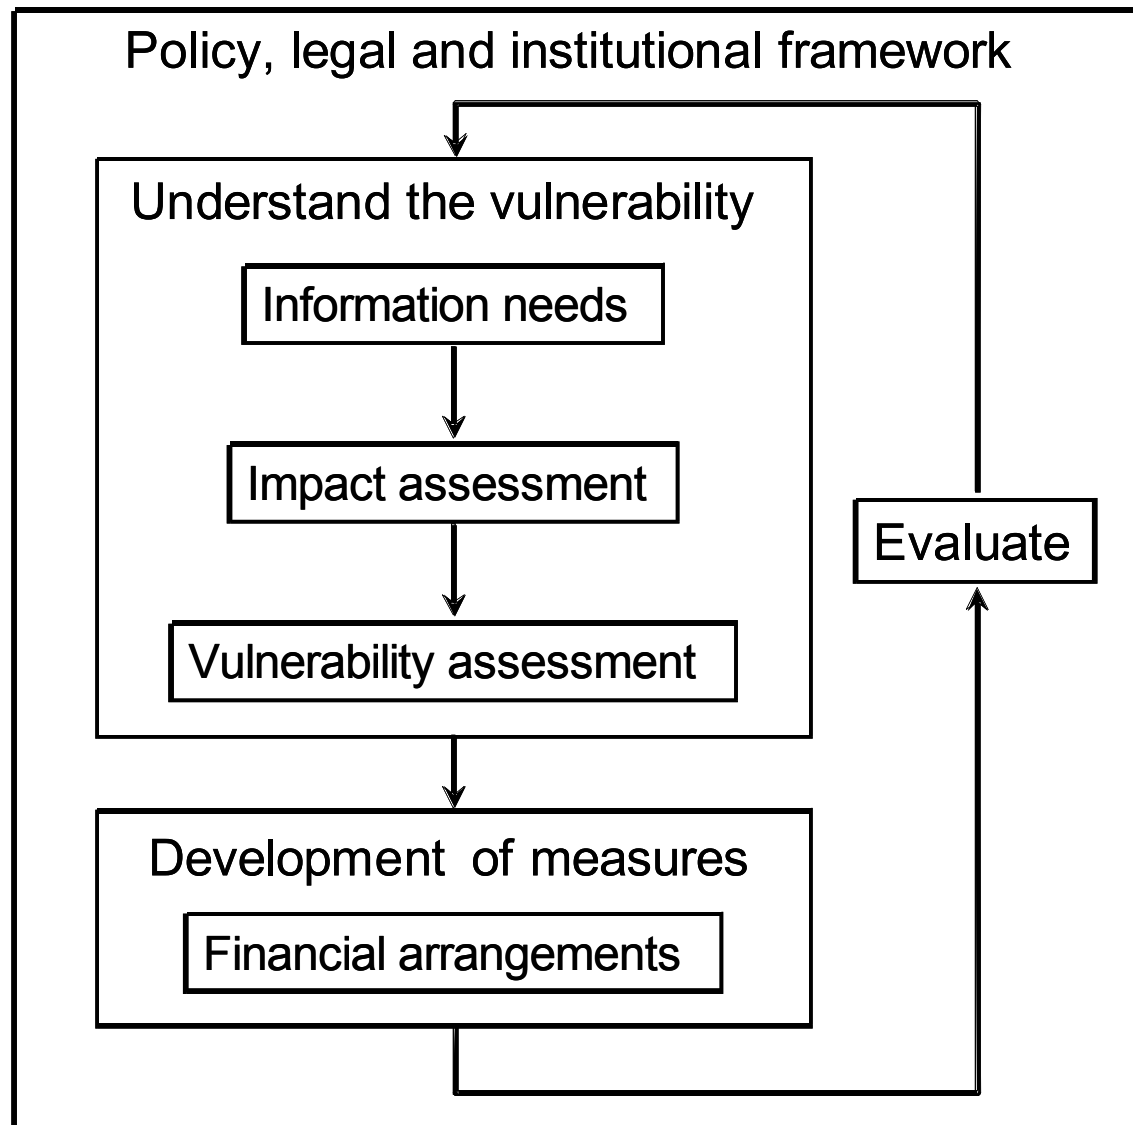 Policy, legal and institutional framework
Understand the vulnerability
Information needs
Impact assessment
Evaluate
Vulnerability assessment
Development of measures
Financial arrangements